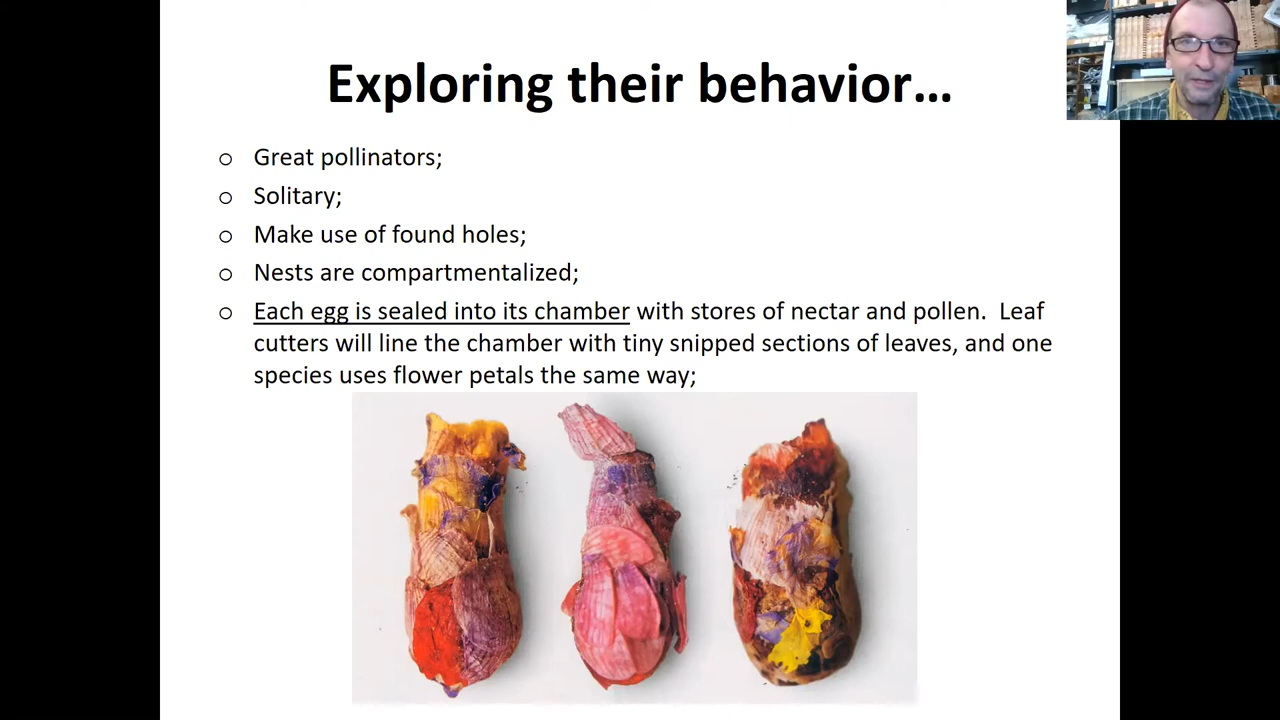 Exploring their behavior...
o Great pollinators;
o Solitary;
o Make use of found holes;
o Nests are compartmentalized;
o Each egg is sealed into its chamber with stores of nectar and pollen. Leaf
cutters will line the chamber with tiny snipped sections of leaves, and one
species uses flower petals the same way;